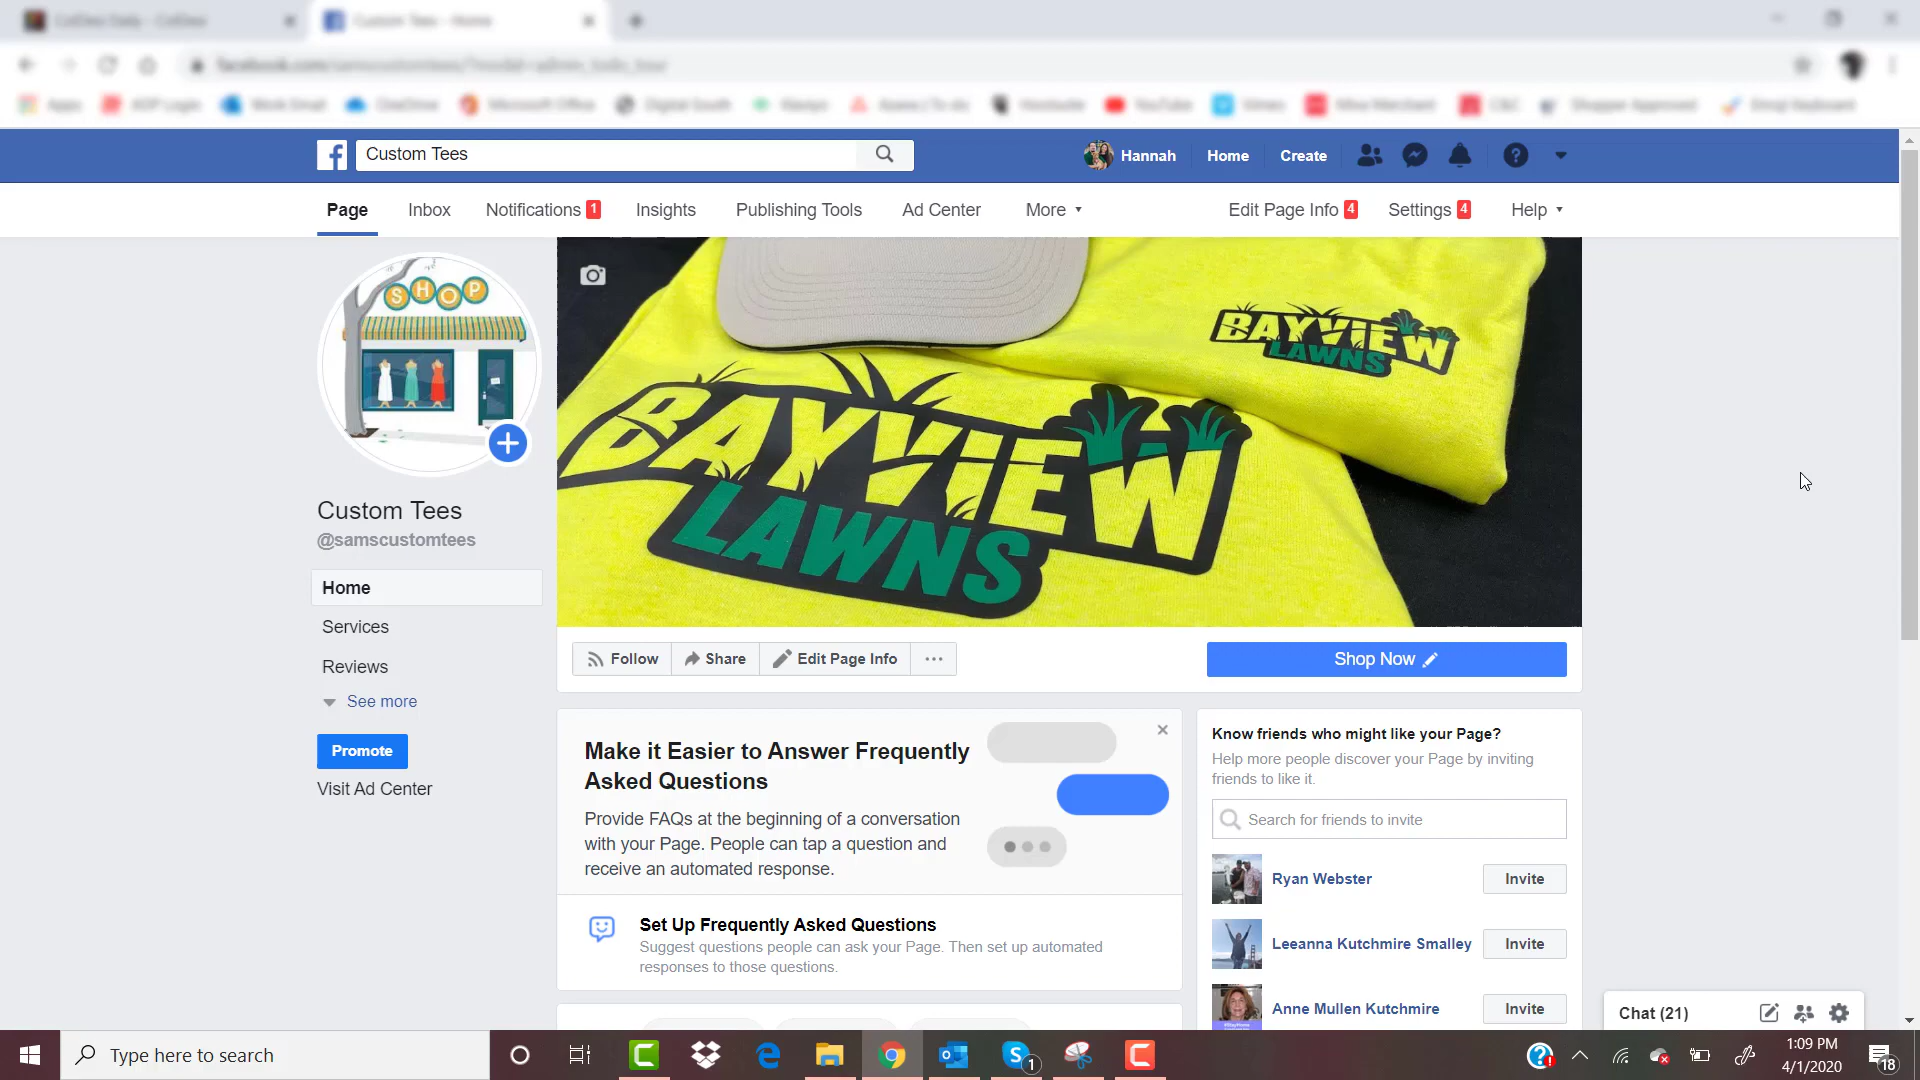 Custom Tees
Hannah
Home
Create
Page
Inbox
Notifications 1
Insights
Publishing Tools
Ad Center
More
Edit Page Info 4
Settings 4
Help
SHOP
BAYVIEW
LAWNS
BAYVIEW
LAWNS
Custom Tees
@samscustomtees
Home
Services
Reviews
See more
Promote
Visit Ad Center
Follow
Share
Edit Page Info
Shop Now
Make it Easier to Answer Frequently
Asked Questions
Provide FAQs at the beginning of a conversation
with your Page. People can tap a question and
receive an automated response.
Set Up Frequently Asked Questions
Suggest questions people can ask your Page. Then set up automated
responses to those questions.
Know friends who might like your Page?
Help more people discover your Page by inviting
friends to like it.
Search for friends to invite
Ryan Webster
Invite
Leeanna Kutchmire Smalley
Invite
Anne Mullen Kutchmire
Invite
Chat (21)
Type here to search
1
1:09 PM
4/1/2020
18